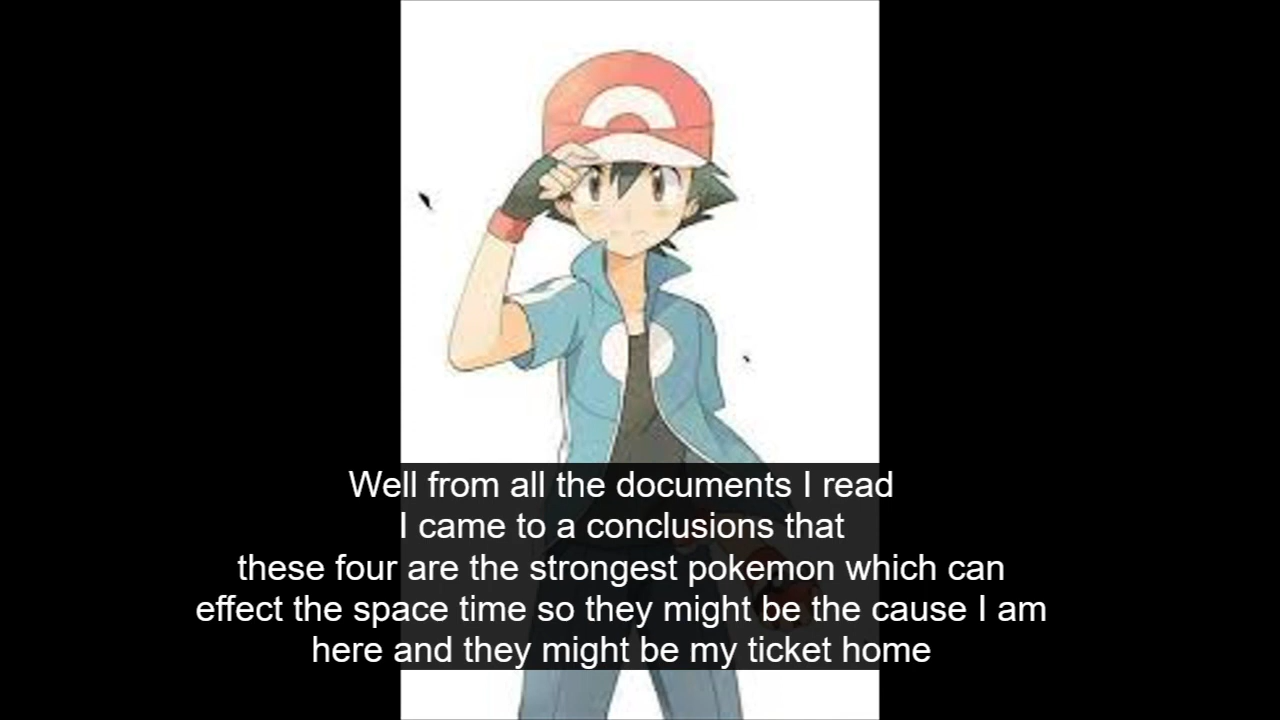 Well from all the documents I read
I came to a conclusions that
these four are the strongest pokemon which can
effect the space time so they might be the cause I am
here and they might be my ticket home